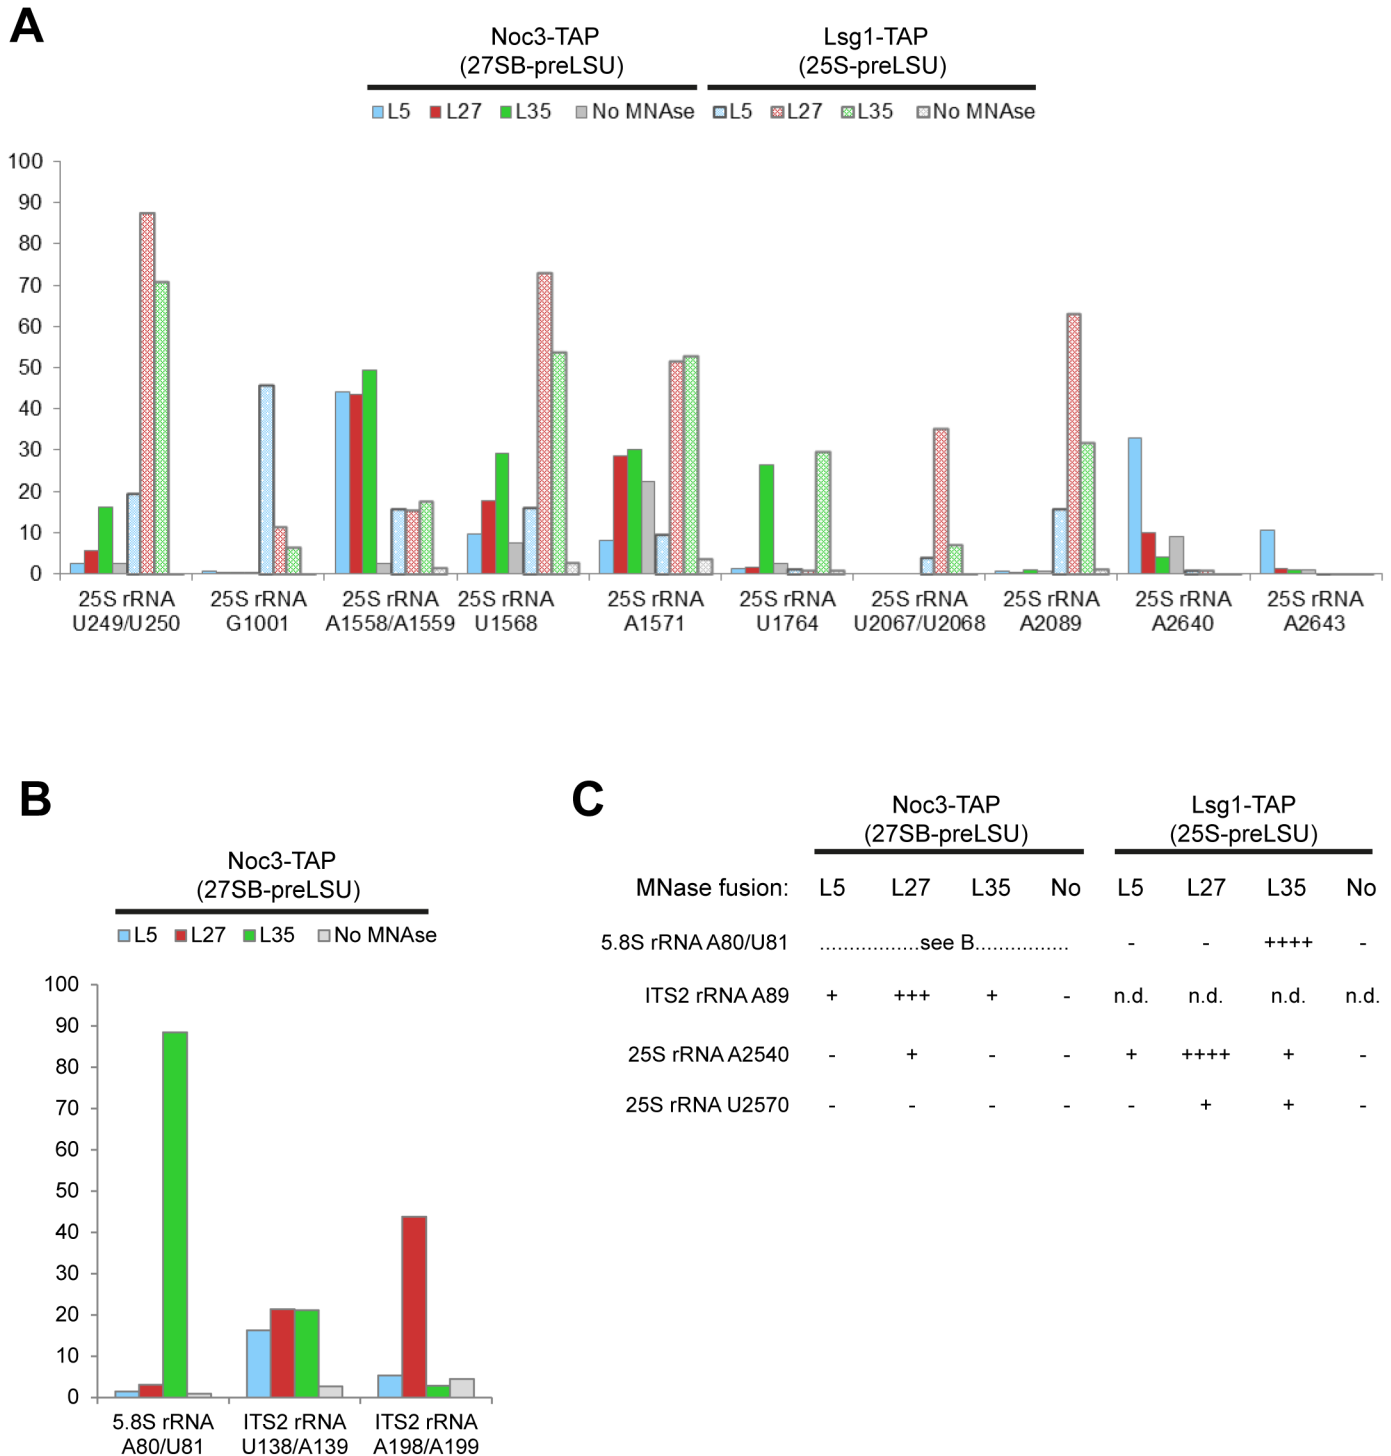 A
Noc3-TAP
(27SB-preLSU)
Lsg1-TAP
(25S-preLSU)
L5 L27 L35 No MNAse L5 L27 L35 No MNAse
100
90
80
70
60
50
40
30
20
10
0
25S rRNA U249/U250
25S rRNA G1001
25S rRNA A1558/A1559
25S rRNA U1568
25S rRNA A1571
25S rRNA U1764
25S rRNA U2067/U2068
25S rRNA A2089
25S rRNA A2640
25S rRNA A2643
B
Noc3-TAP
(27SB-preLSU)
L5 L27 L35 No MNAse
100
90
80
70
60
50
40
30
20
10
0
5.8S rRNA A80/U81
ITS2 rRNA U138/A139
ITS2 rRNA A198/A199
C
Noc3-TAP
(27SB-preLSU)
Lsg1-TAP
(25S-preLSU)
MNase fusion: L5 L27 L35 No L5 L27 L35 No
5.8S rRNA A80/U81 .................see B................ - - ++++ -
ITS2 rRNA A89 + +++ + - n.d. n.d. n.d. n.d.
25S rRNA A2540 - + - - + ++++ + -
25S rRNA U2570 - - - - - + + -